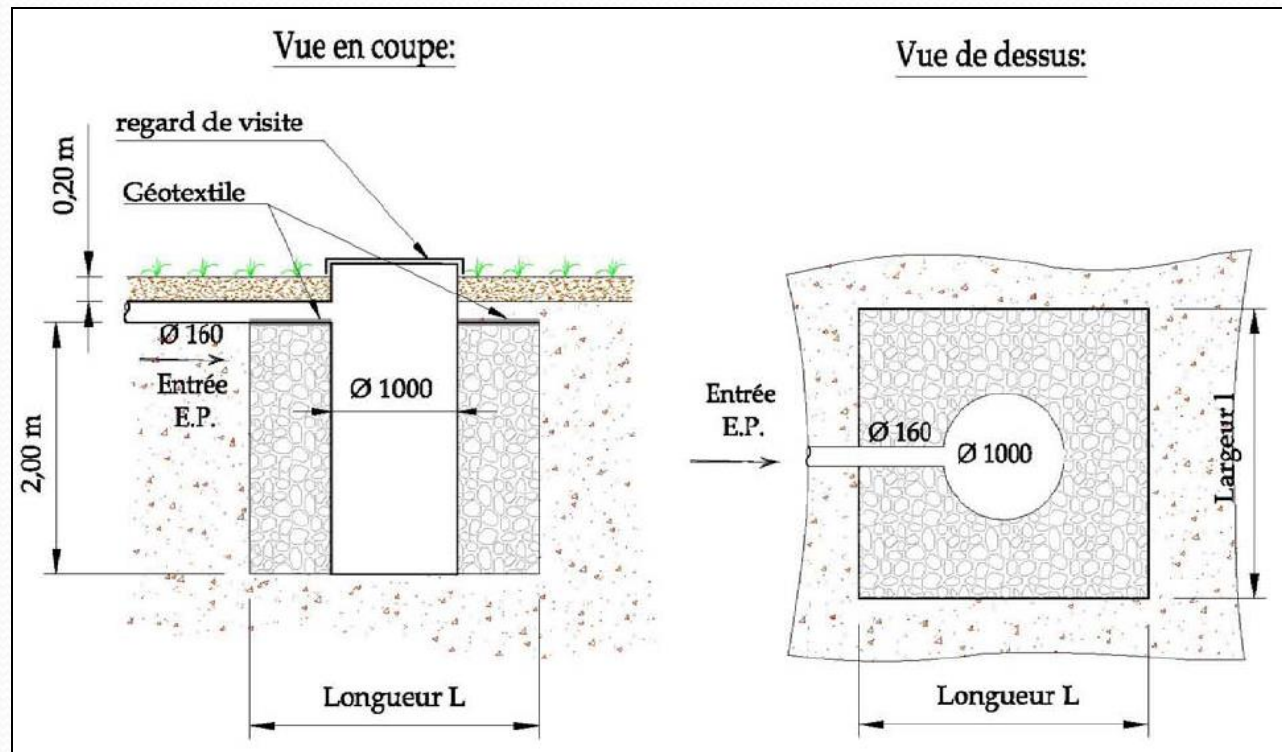 Vue en coupe:
regard de visite
0,20 m
Géotextile
Ø 160
Entrée
E.P.
Ø 1000
2,00 m
Longueur L
Vue de dessus:
Entrée
E.P.
Ø 160
Ø 1000
Largeur l
Longueur L